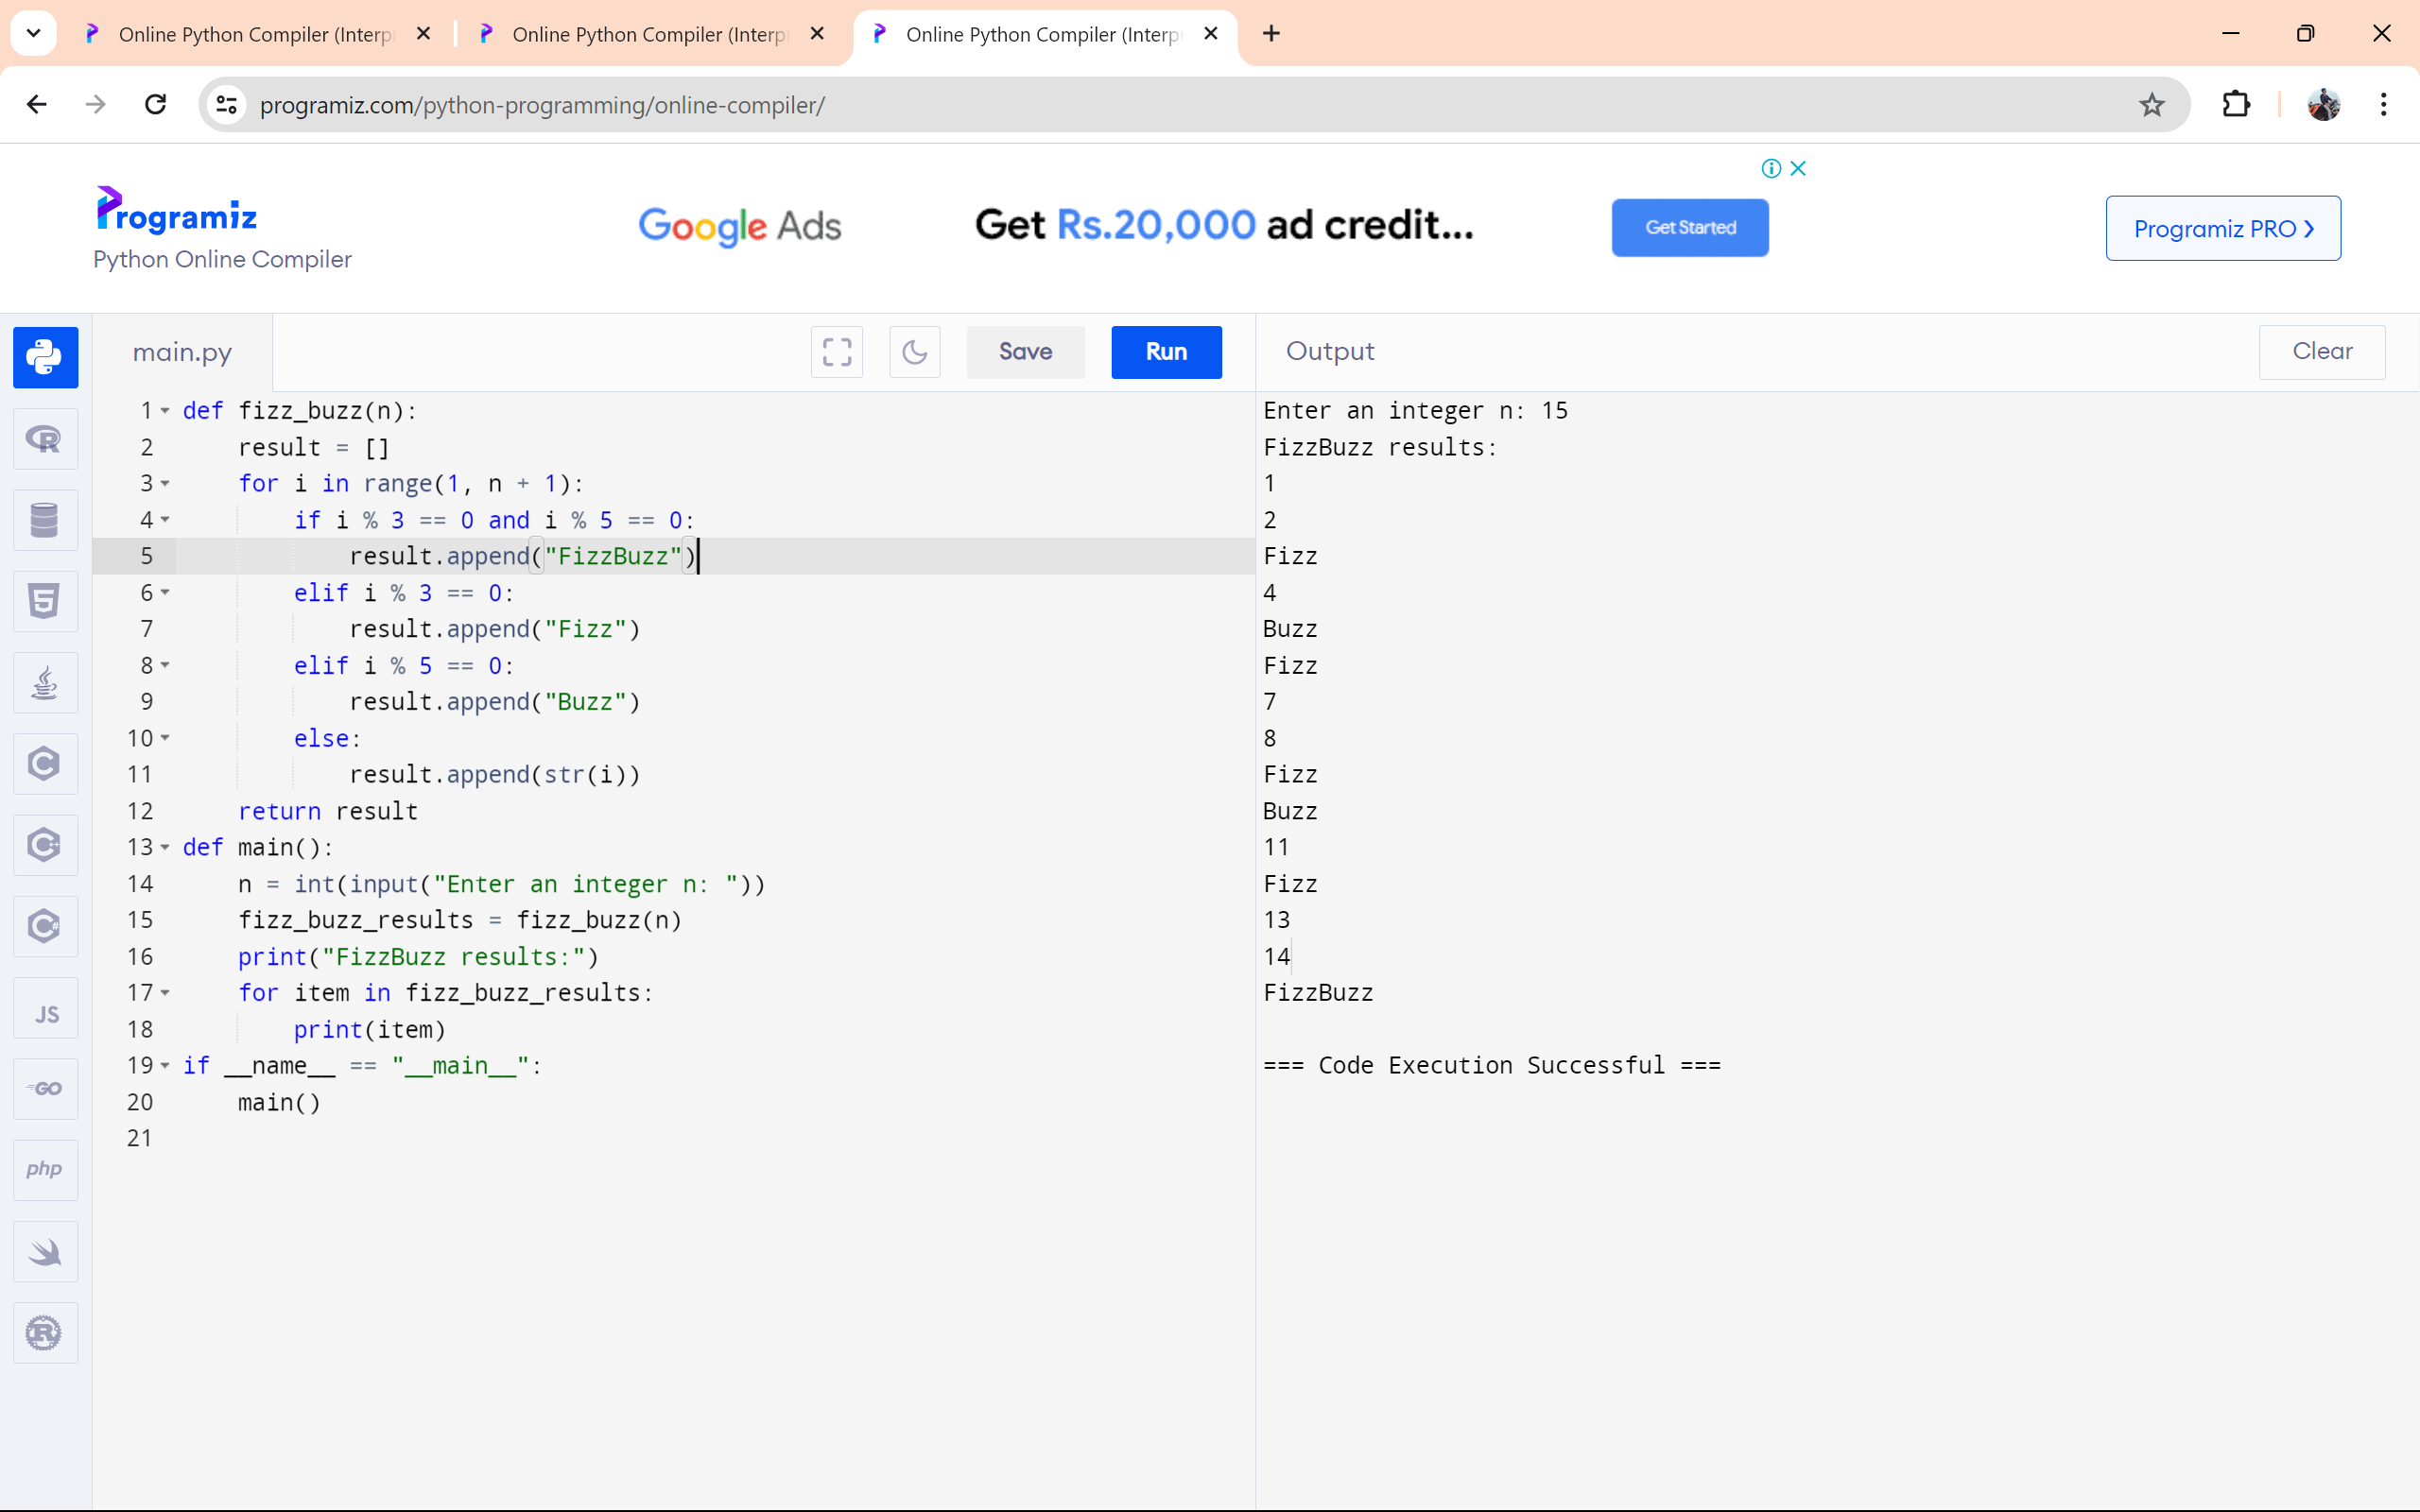 Online Python Compiler (Interp
Online Python Compiler (Interp
Online Python Compiler (Interp
programiz.com/python-programming/online-compiler/
Programiz
Python Online Compiler
Google Ads
Get Rs.20,000 ad credit...
Get Started
Programiz PRO
main.py
Save
Run
Output
Clear
1 def fizz_buzz(n):
2     result = []
3     for i in range(1, n + 1):
4         if i % 3 == 0 and i % 5 == 0:
5             result.append("FizzBuzz")
6         elif i % 3 == 0:
7             result.append("Fizz")
8         elif i % 5 == 0:
9             result.append("Buzz")
10         else:
11             result.append(str(i))
12     return result
13 def main():
14     n = int(input("Enter an integer n: "))
15     fizz_buzz_results = fizz_buzz(n)
16     print("FizzBuzz results:")
17     for item in fizz_buzz_results:
18         print(item)
19 if __name__ == "__main__":
20     main()
21
Enter an integer n: 15
FizzBuzz results:
1
2
Fizz
4
Buzz
Fizz
7
8
Fizz
Buzz
11
Fizz
13
14
FizzBuzz
=== Code Execution Successful ===
R
5
C
C++
C#
JS
GO
php
R